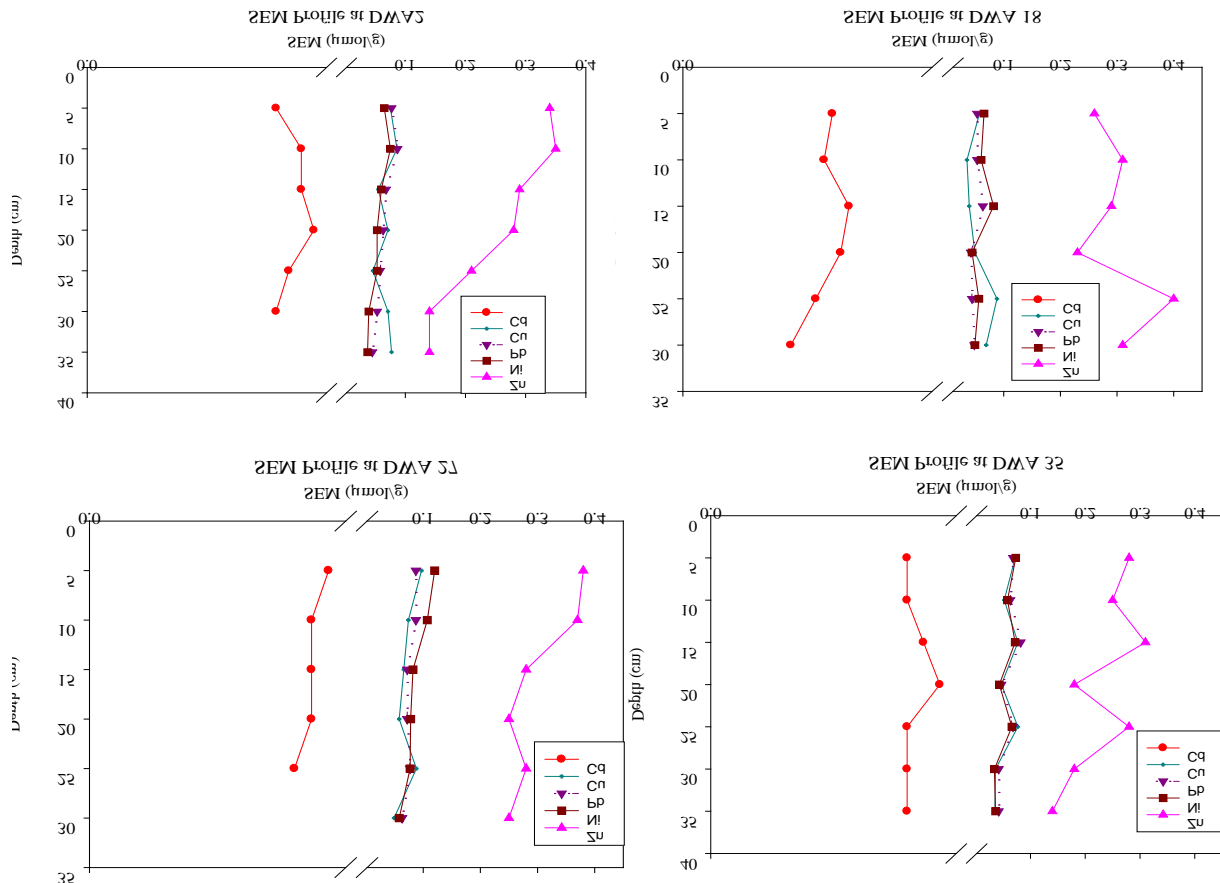 SEM Profile at DWA2
SEM (µmol/g)
0.0 0.1 0.2 0.3 0.4
0
5
10
15
20
25
30
35
40
Depth (cm)
Cd
Cu
Pb
Ni
Zn
SEM Profile at DWA 18
SEM (µmol/g)
0.0 0.1 0.2 0.3 0.4
0
5
10
15
20
25
30
35
Cd
Cu
Pb
Ni
Zn
SEM Profile at DWA 27
SEM (µmol/g)
0.0 0.1 0.2 0.3 0.4
0
5
10
15
20
25
30
35
Depth (cm)
Cd
Cu
Pb
Ni
Zn
SEM Profile at DWA 35
SEM (µmol/g)
0.0 0.1 0.2 0.3 0.4
0
5
10
15
20
25
30
35
40
Depth (cm)
Cd
Cu
Pb
Ni
Zn